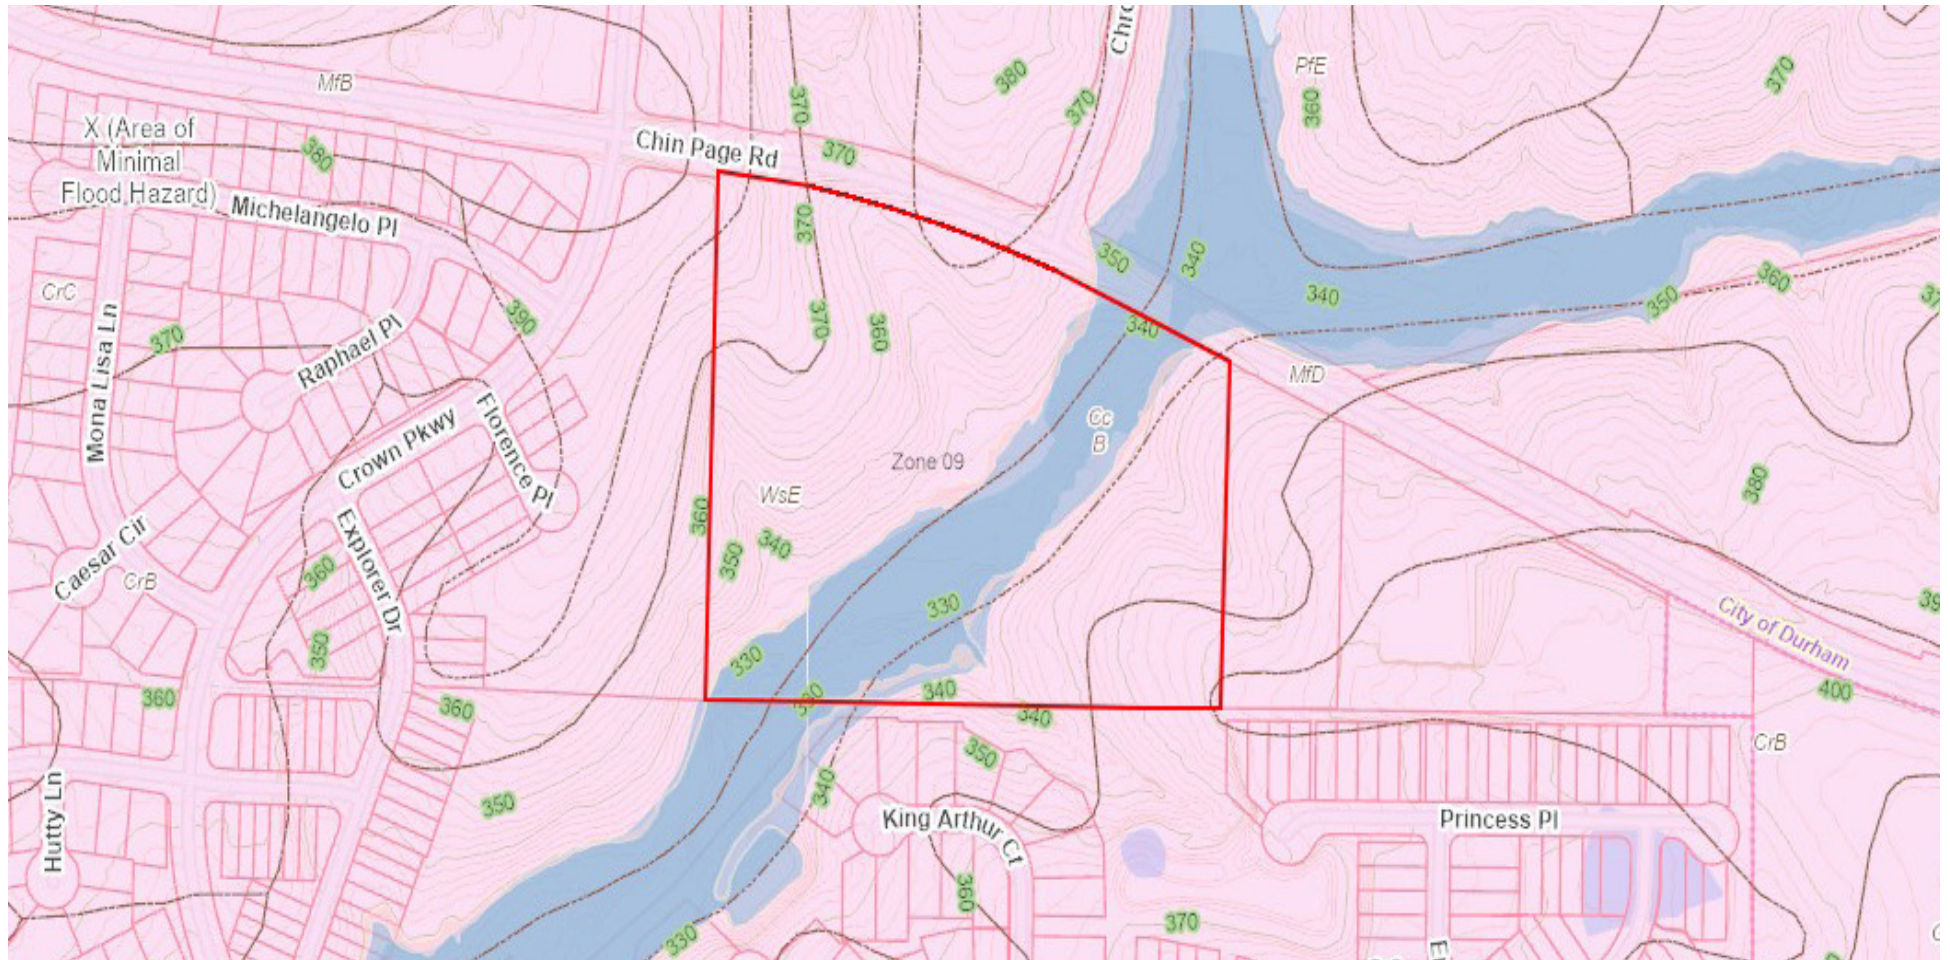 Chro
PfE
380
370
MfB
370
370
360
X (Area of
Minimal
Flood Hazard)
380
Chin Page Rd
370
Michelangelo Pl
370
350
340
340
360
CrC
390
370
360
340
350
370
Mona Lisa Ln
Raphael Pl
MfD
Florence Pl
Cc
B
Crown Pkwy
Zone 09
380
WsE
360
Explorer Dr
340
350
Caesar Cir
CrB
360
330
City of Durham
39
350
330
360
360
330
340
340
400
CrB
350
350
340
Hutty Ln
King Arthur Ct
Princess Pl
360
370
330